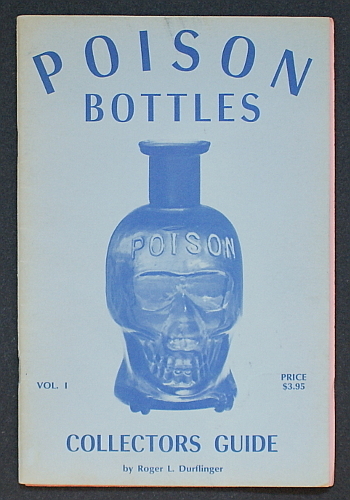 POISON
BOTTLES
POISON
VOL. I
PRICE
$3.95
COLLECTORS GUIDE
by Roger L. Durflinger